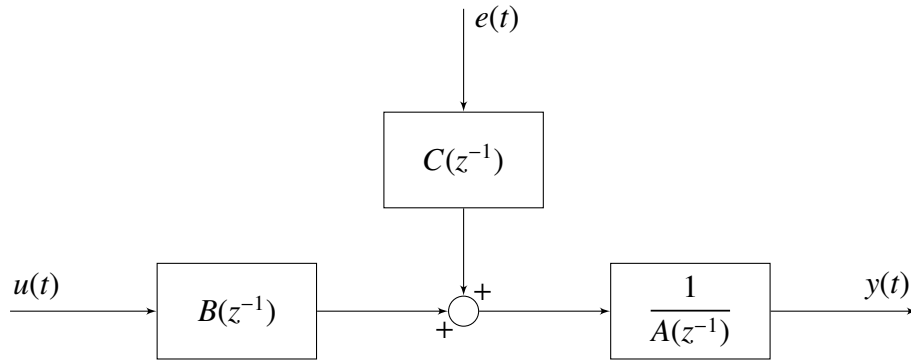 e(t)
C(z⁻¹)
u(t)
B(z⁻¹)
+
+
1
A(z⁻¹)
y(t)